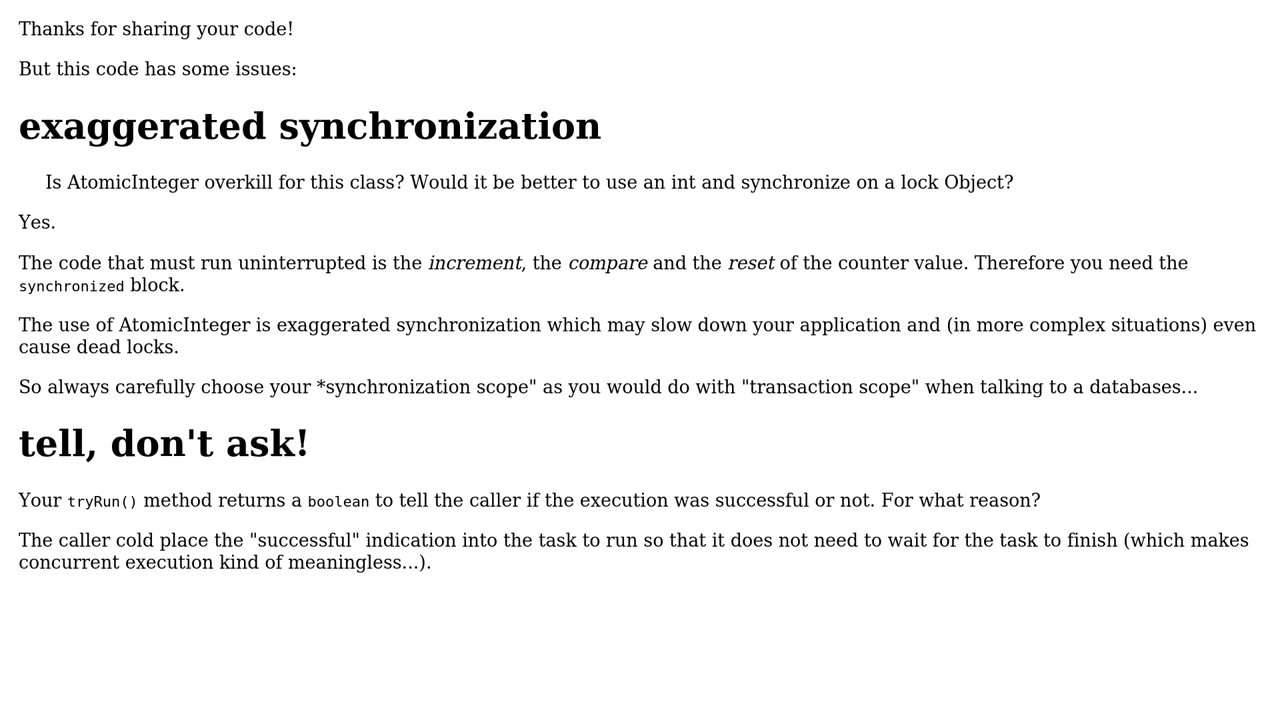 Thanks for sharing your code!
But this code has some issues:
exaggerated synchronization
Is AtomicInteger overkill for this class? Would it be better to use an int and synchronize on a lock Object?
Yes.
The code that must run uninterrupted is the increment, the compare and the reset of the counter value. Therefore you need the
synchronized block.
The use of AtomicInteger is exaggerated synchronization which may slow down your application and (in more complex situations) even
cause dead locks.
So always carefully choose your *synchronization scope" as you would do with "transaction scope" when talking to a databases...
tell, don't ask!
Your tryRun() method returns a boolean to tell the caller if the execution was successful or not. For what reason?
The caller cold place the "successful" indication into the task to run so that it does not need to wait for the task to finish (which makes
concurrent execution kind of meaningless...).